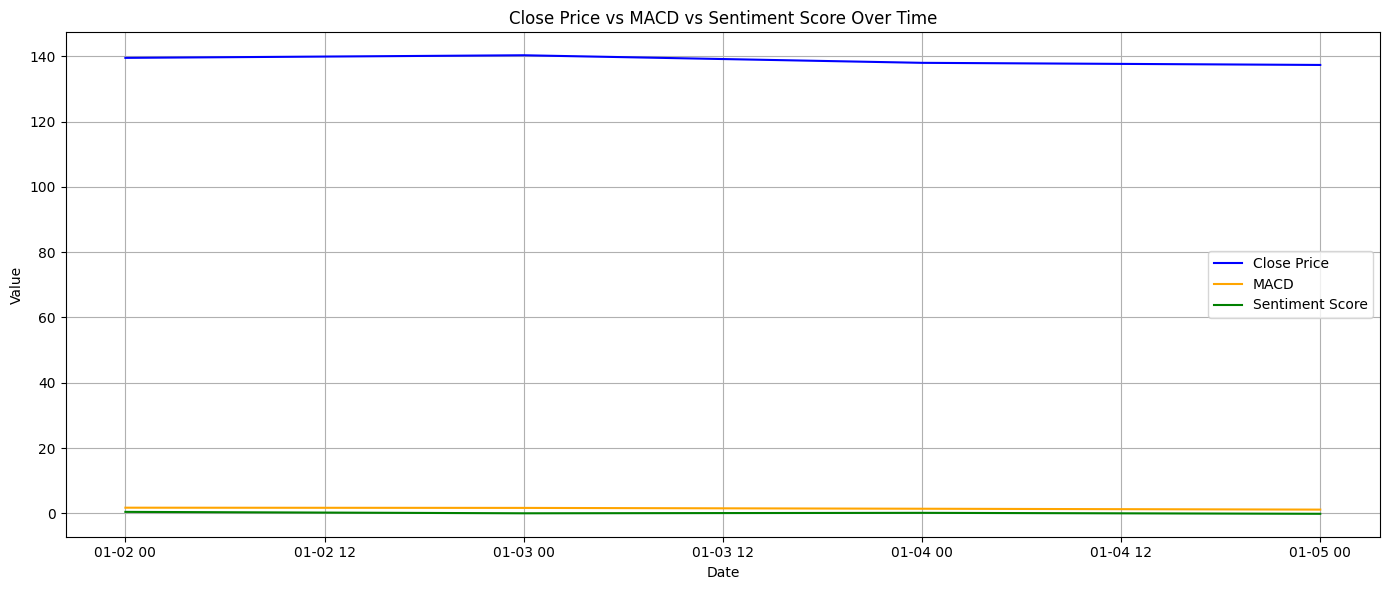 Close Price vs MACD vs Sentiment Score Over Time
Value
140
120
100
80
60
40
20
0
Close Price
MACD
Sentiment Score
01-02 00
01-02 12
01-03 00
01-03 12
01-04 00
01-04 12
01-05 00
Date